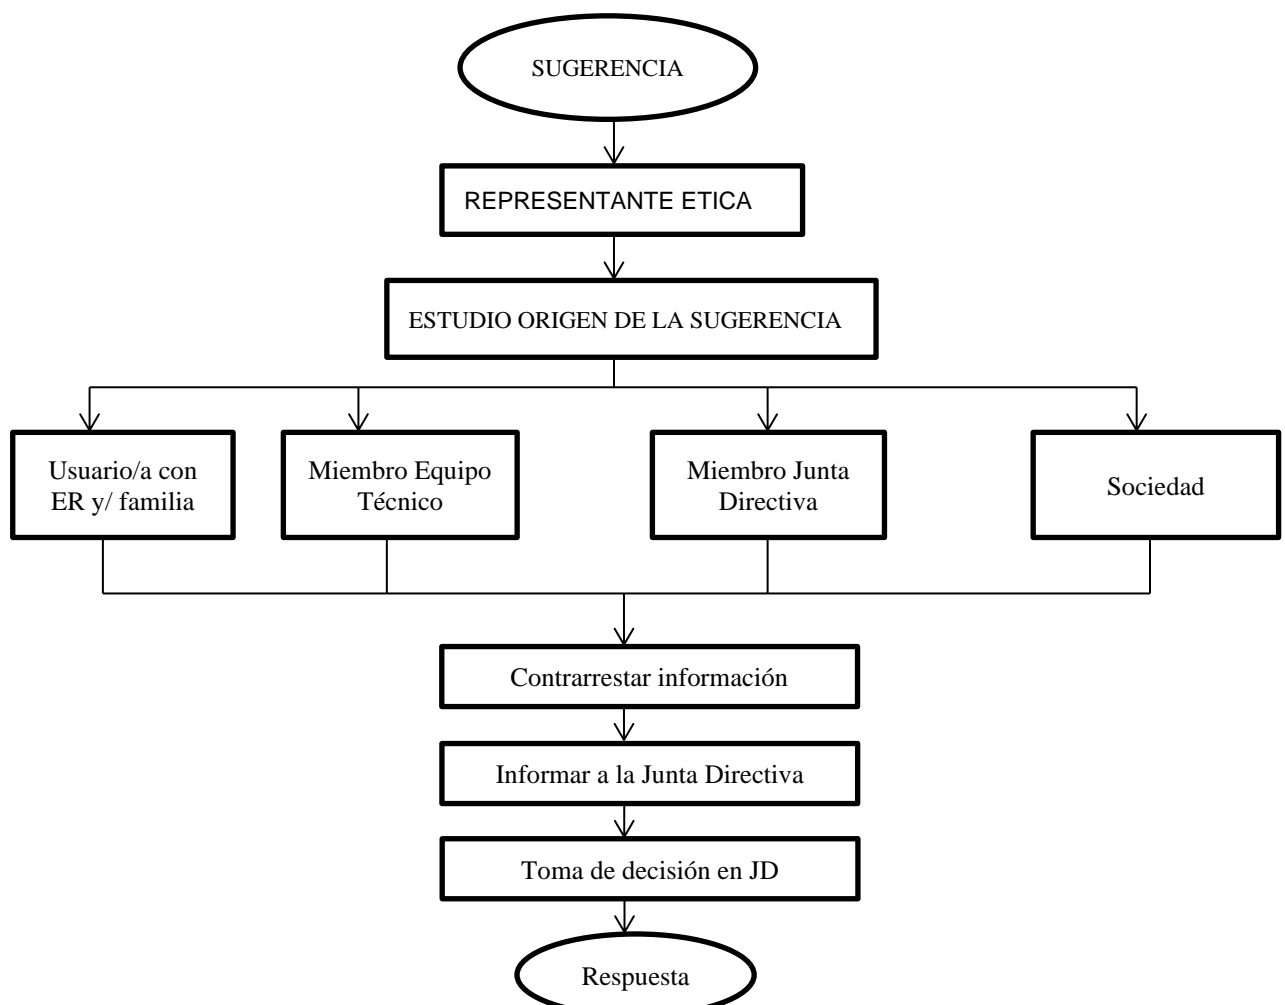 SUGERENCIA
REPRESENTANTE ETICA
ESTUDIO ORIGEN DE LA SUGERENCIA
Usuario/a con
ER y/ familia
Miembro Equipo
Técnico
Miembro Junta
Directiva
Sociedad
Contrarrestar información
Informar a la Junta Directiva
Toma de decisión en JD
Respuesta